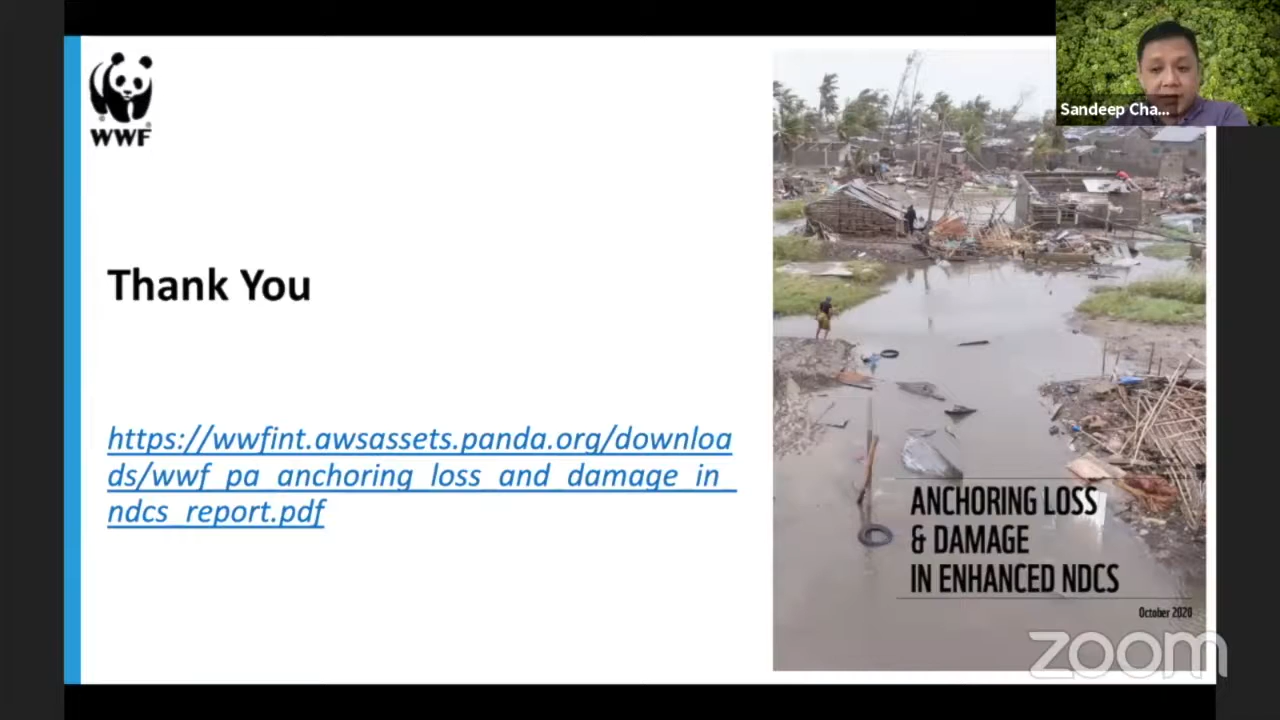 WWF
Sandeep Cha...
Thank You
https://wwfint.awsassets.panda.org/downloa
ds/wwf_pa_anchoring_loss_and_damage_in_
ndcs_report.pdf
ANCHORING LOSS
& DAMAGE
IN ENHANCED NDCS
October 2020
zoom